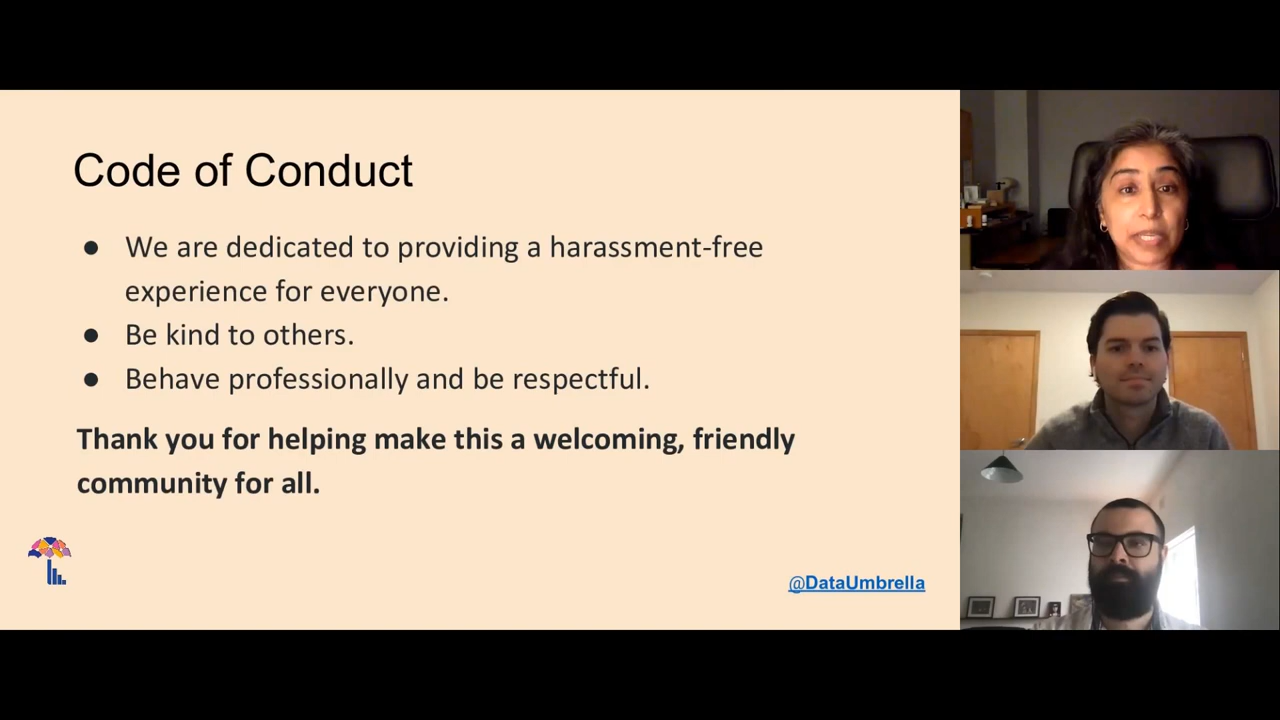 Code of Conduct
● We are dedicated to providing a harassment-free
experience for everyone.
● Be kind to others.
● Behave professionally and be respectful.
Thank you for helping make this a welcoming, friendly
community for all.
@DataUmbrella